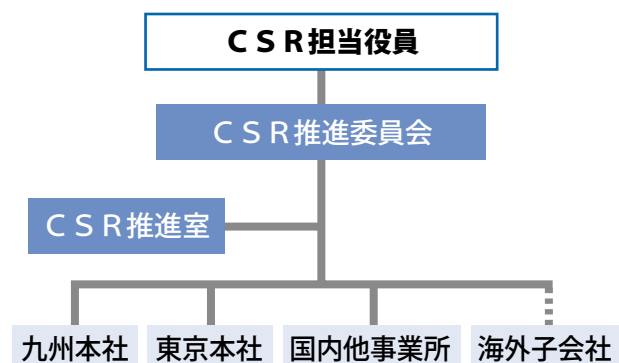 ＣＳＲ担当役員
ＣＳＲ推進委員会
ＣＳＲ推進室
九州本社
東京本社
国内他事業所
海外子会社